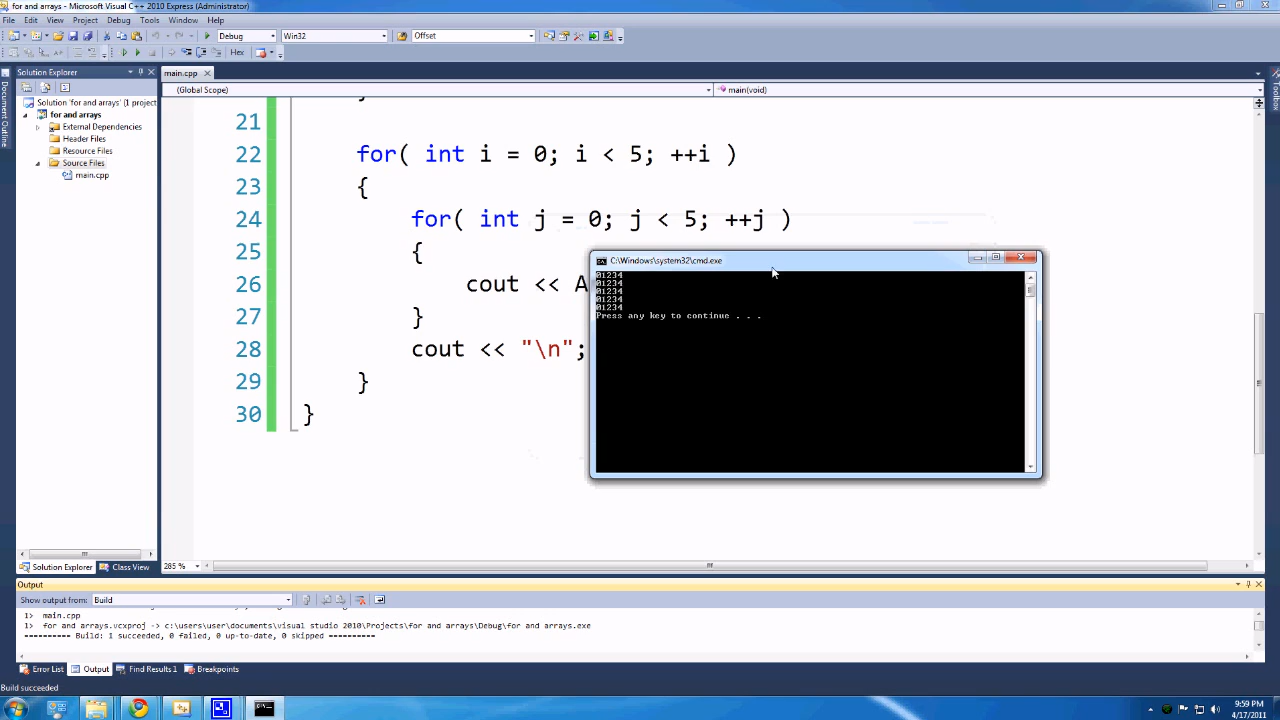 for and arrays - Microsoft Visual C++ 2010 Express (Administrator)
File Edit View Project Debug Tools Window Help
Debug Win32 Offset
Hex
Solution Explorer
main.cpp
(Global Scope) main(void)
Document Outline
Toolbox
Solution 'for and arrays' (1 project
for and arrays
External Dependencies
Header Files
Resource Files
Source Files
main.cpp
21
22 for( int i = 0; i < 5; ++i )
23 {
24 for( int j = 0; j < 5; ++j )
25 {
26 cout << A
27 }
28 cout << "\n";
29 }
30 }
C:\Windows\system32\cmd.exe
01234
01234
01234
01234
01234
Press any key to continue . . .
285 %
Solution Explorer Class View
Output
Show output from: Build
1> main.cpp
1> for and arrays.vcxproj -> c:\users\user\documents\visual studio 2010\Projects\for and arrays\Debug\for and arrays.exe
========== Build: 1 succeeded, 0 failed, 0 up-to-date, 0 skipped ==========
Error List Output Find Results 1 Breakpoints
Build succeeded
9:59 PM
4/17/2011